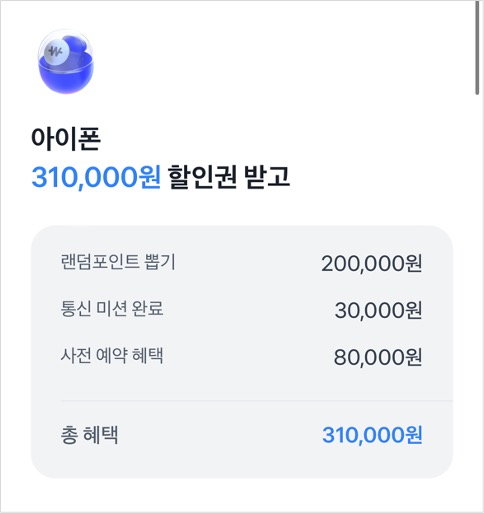 아이폰
310,000원 할인권 받고
랜덤포인트 뽑기 200,000원
통신 미션 완료 30,000원
사전 예약 혜택 80,000원
총 혜택 310,000원